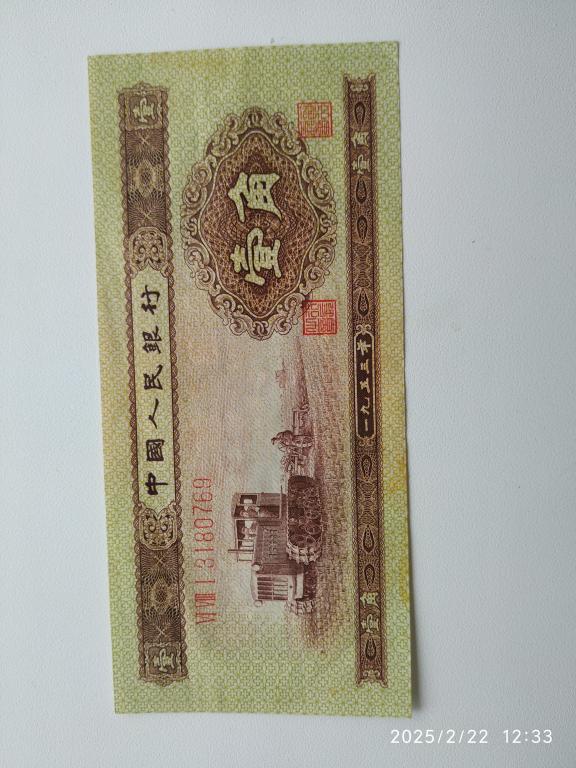 壹
中國人民銀行
壹
VI VIII I 3180769
壹角
壹角
一九五三年
壹角
2025/2/22 12:33